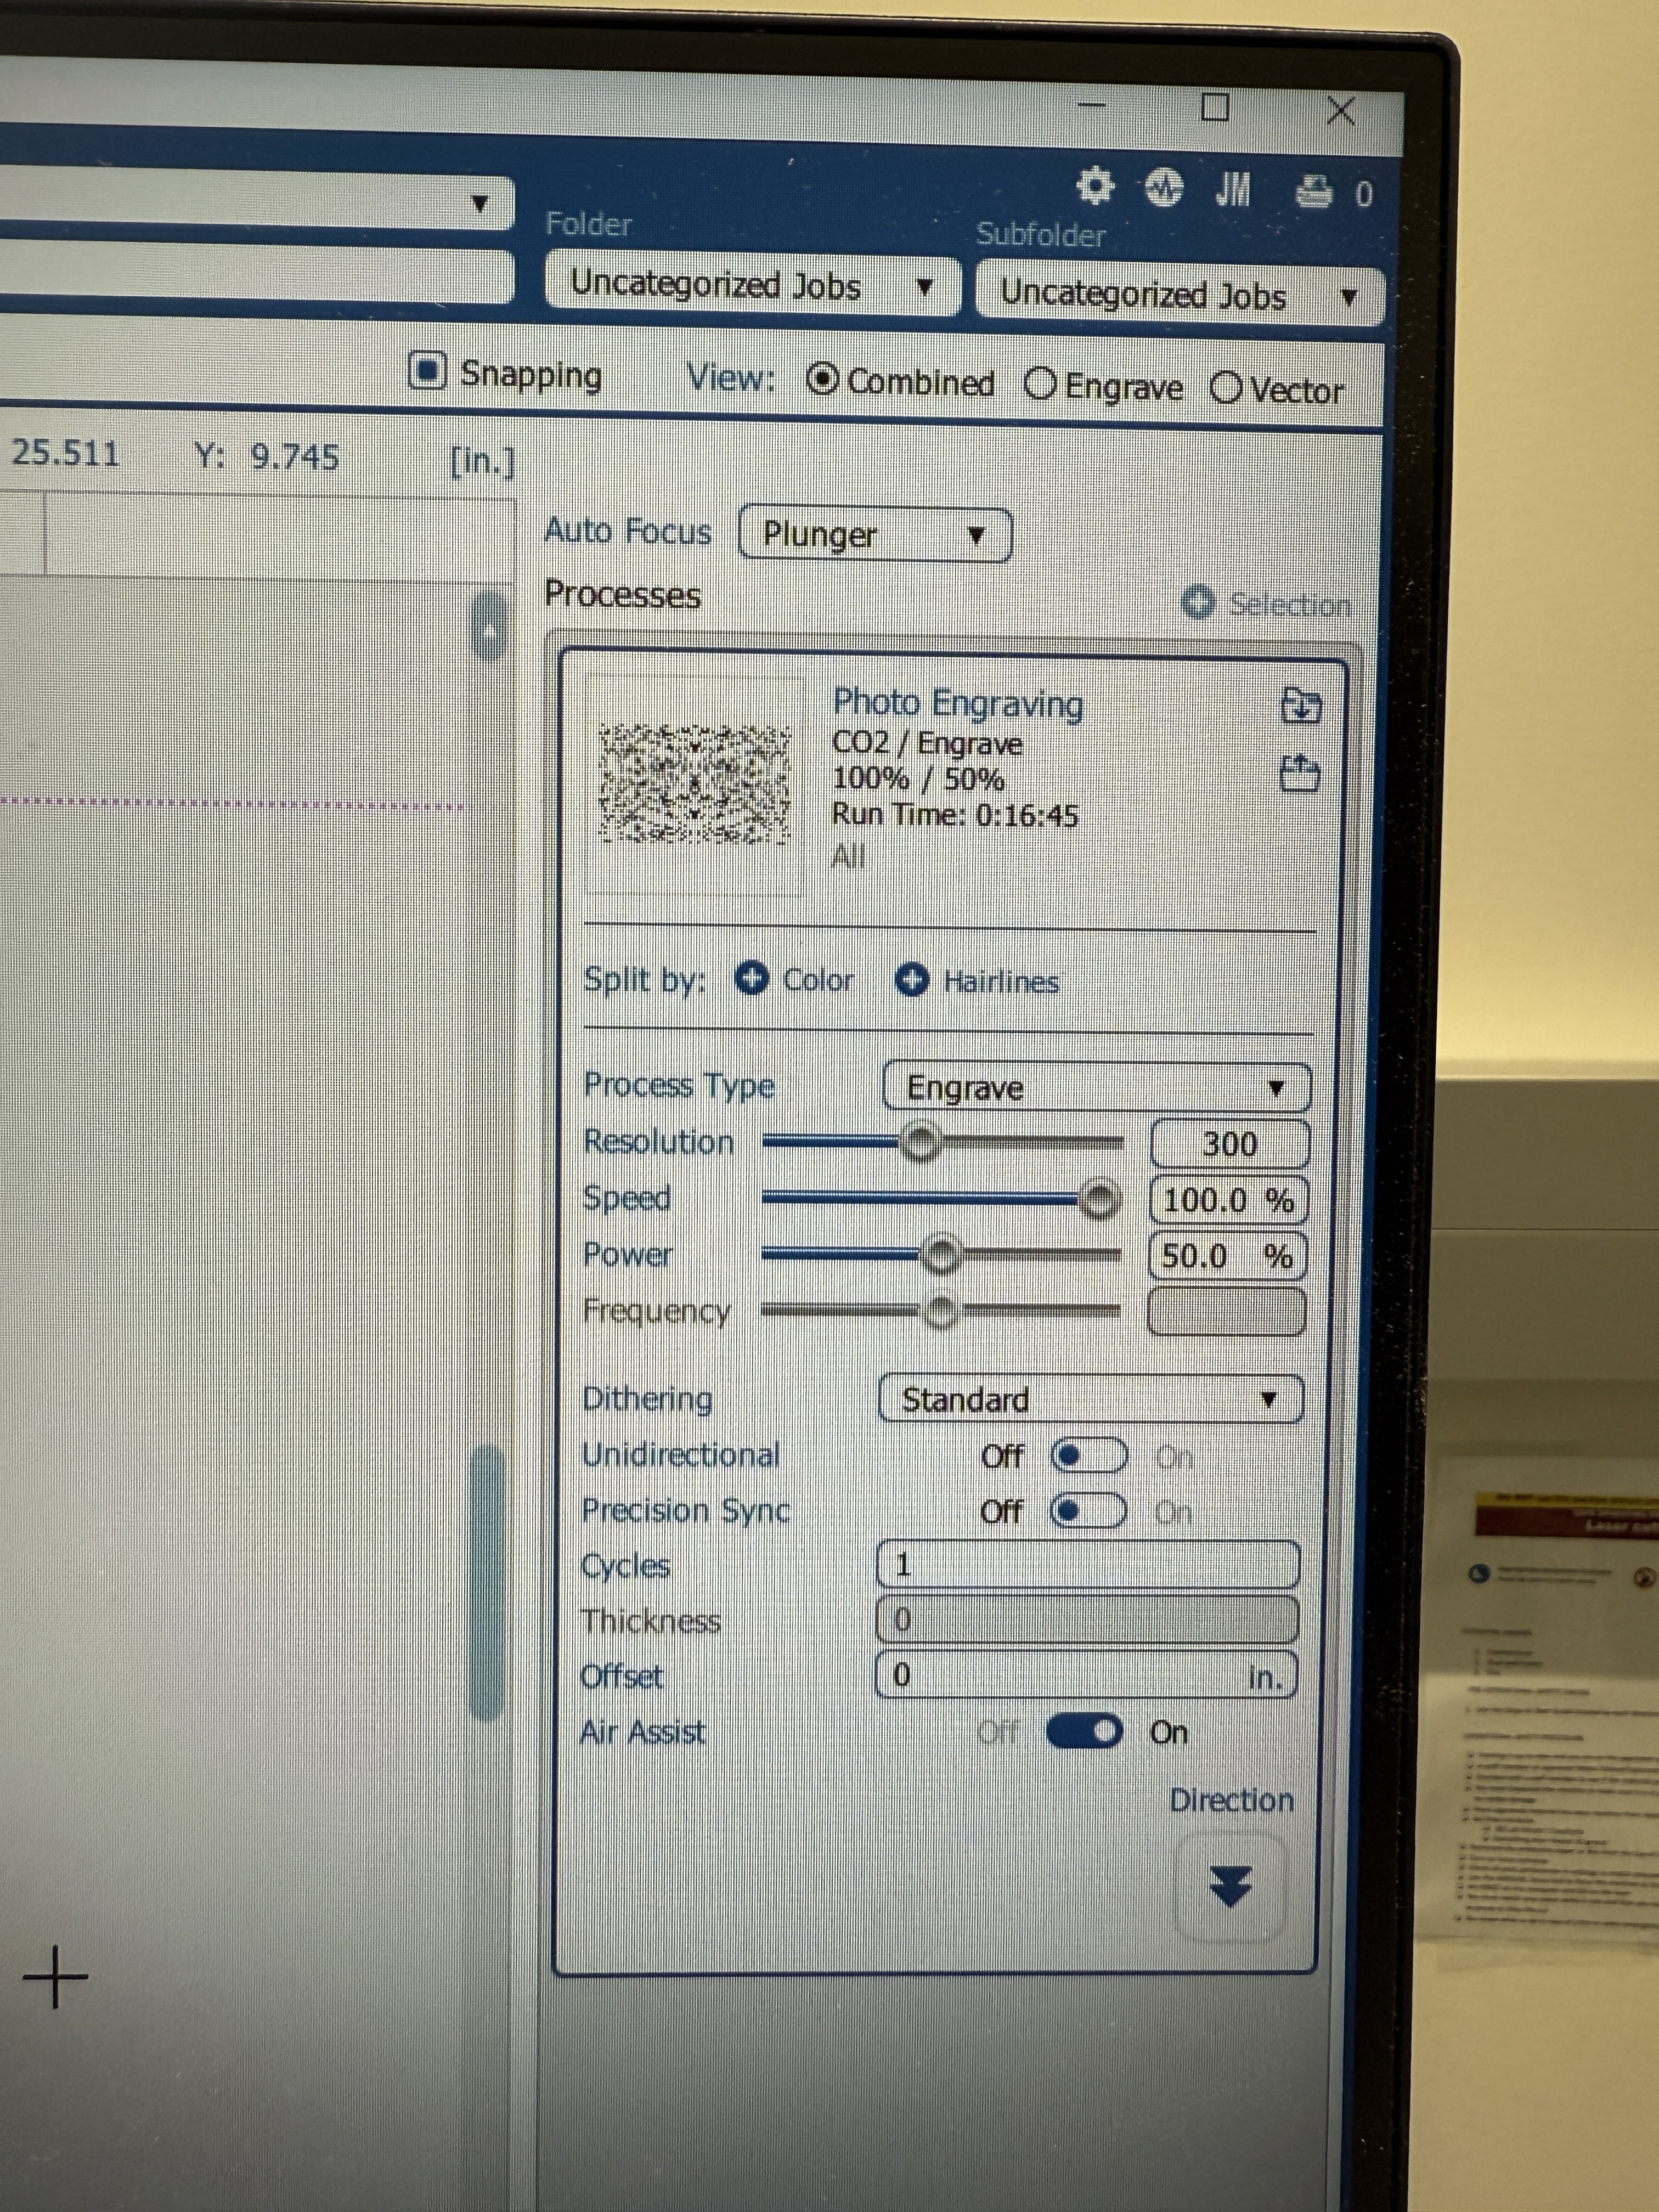 JM 0
Folder
Subfolder
Uncategorized Jobs
Uncategorized Jobs
Snapping View: Combined Engrave Vector
25.511 Y: 9.745 [in.]
Auto Focus Plunger
Processes
Selection
Photo Engraving
CO2 / Engrave
100% / 50%
Run Time: 0:16:45
All
Split by: Color Hairlines
Process Type Engrave
Resolution 300
Speed 100.0 %
Power 50.0 %
Frequency
Dithering Standard
Unidirectional Off On
Precision Sync Off On
Cycles 1
Thickness 0
Offset 0 in.
Air Assist Off On
Direction